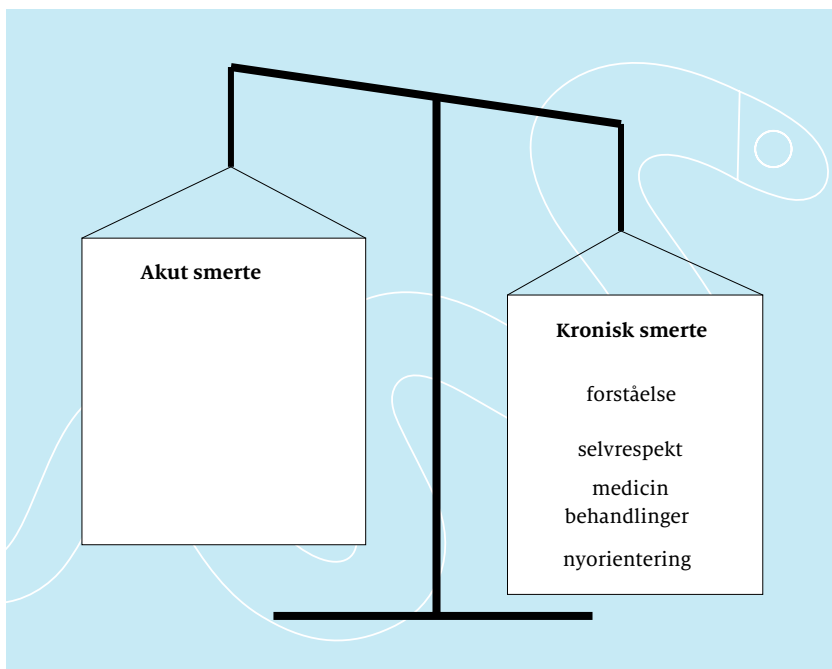 Akut smerte
Kronisk smerte
forståelse
selvrespekt
medicin
behandlinger
nyorientering